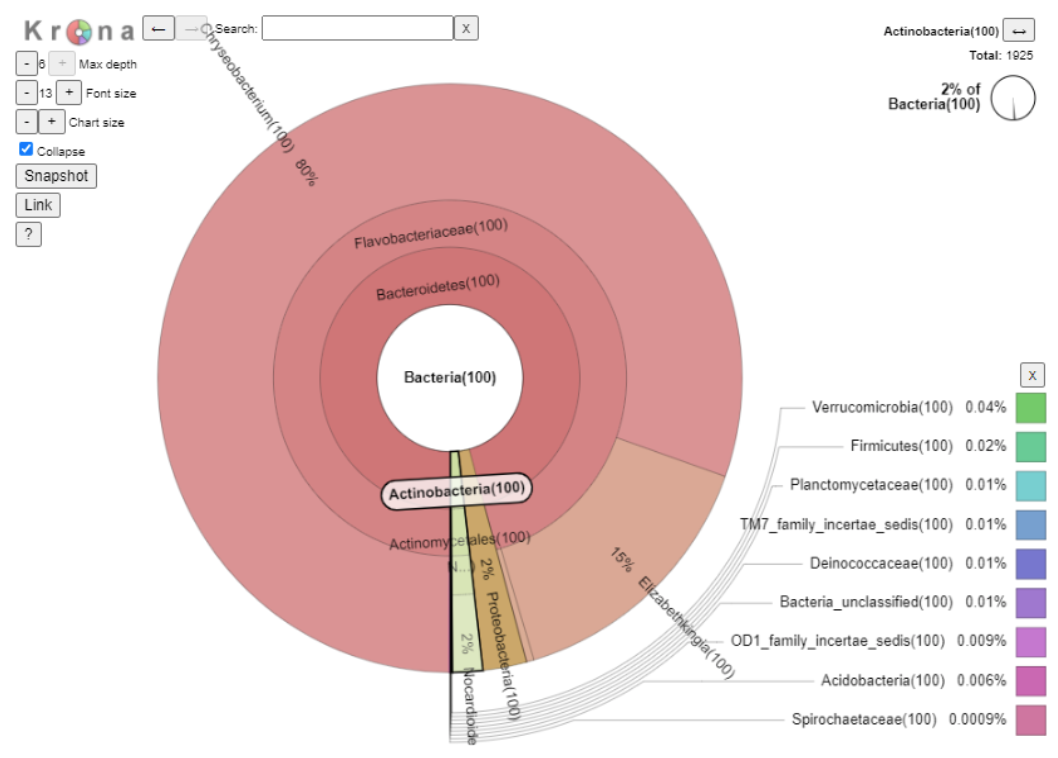 Krona ← → Search: X
- 6 + Max depth
- 13 + Font size
- + Chart size
Collapse
Snapshot
Link
?
Actinobacteria(100) ↔
Total: 1925
2% of
Bacteria(100)
Chryseobacterium(100) 80%
Flavobacteriaceae(100)
Bacteroidetes(100)
Bacteria(100)
Actinobacteria(100)
Actinomycetales(100)
N...)
2% Nocardioide
2% Proteobacteria(100)
15% Elizabethkingia(100)
X
Verrucomicrobia(100) 0.04%
Firmicutes(100) 0.02%
Planctomycetaceae(100) 0.01%
TM7_family_incertae_sedis(100) 0.01%
Deinococcaceae(100) 0.01%
Bacteria_unclassified(100) 0.01%
OD1_family_incertae_sedis(100) 0.009%
Acidobacteria(100) 0.006%
Spirochaetaceae(100) 0.0009%